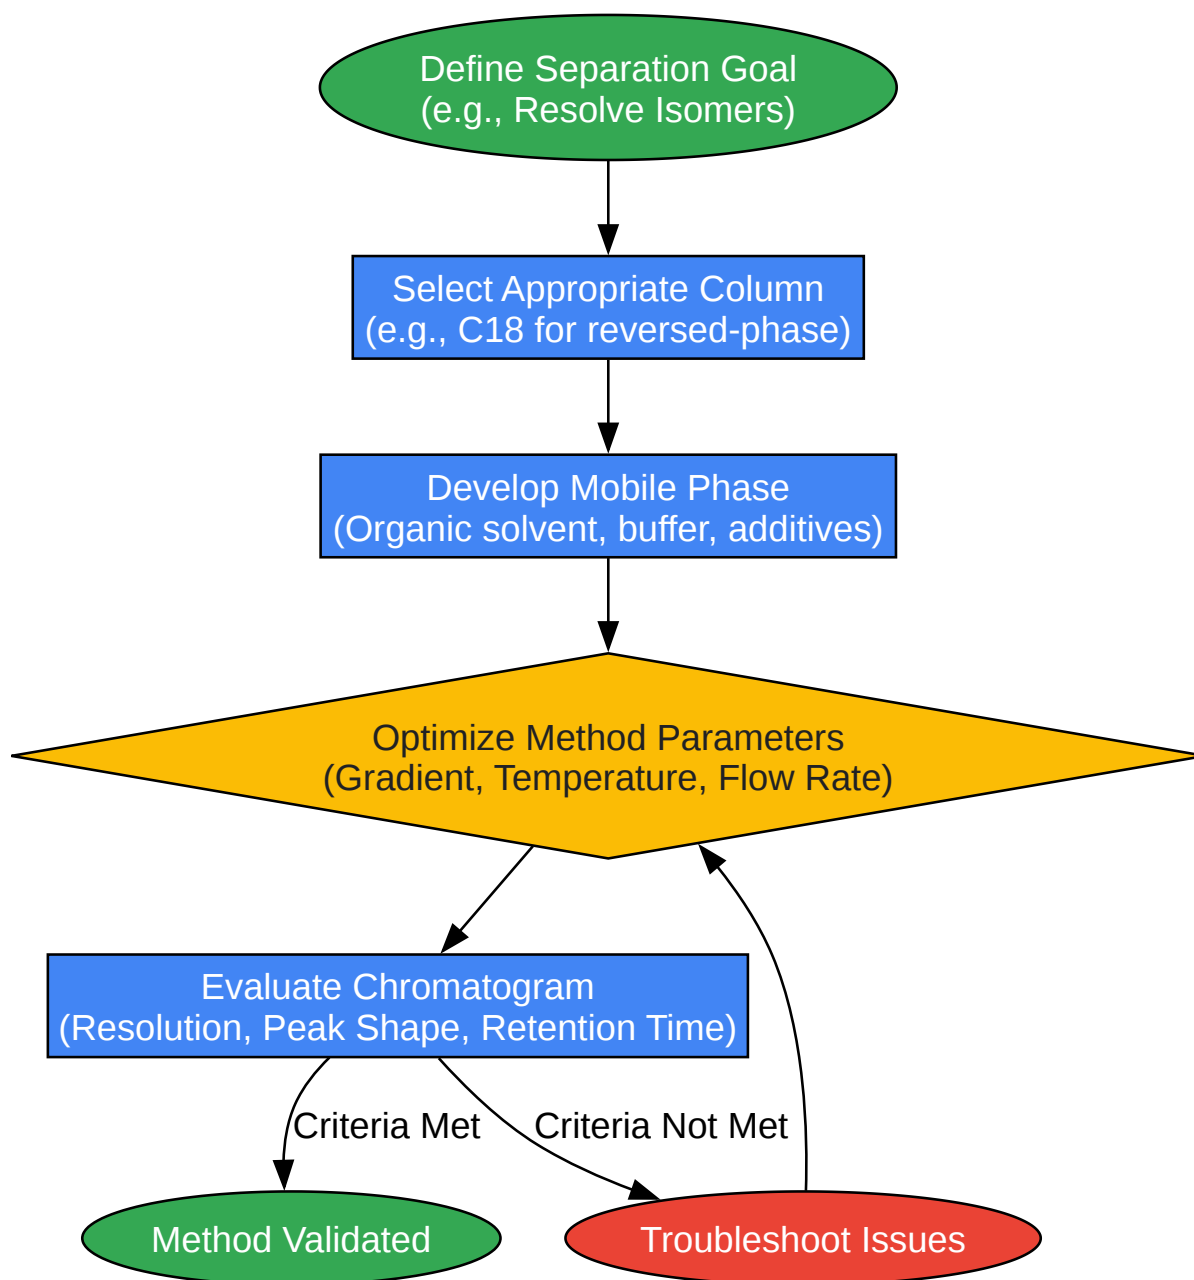 Define Separation Goal
(e.g., Resolve Isomers)
Select Appropriate Column
(e.g., C18 for reversed-phase)
Develop Mobile Phase
(Organic solvent, buffer, additives)
Optimize Method Parameters
(Gradient, Temperature, Flow Rate)
Evaluate Chromatogram
(Resolution, Peak Shape, Retention Time)
Criteria Met
Criteria Not Met
Method Validated
Troubleshoot Issues